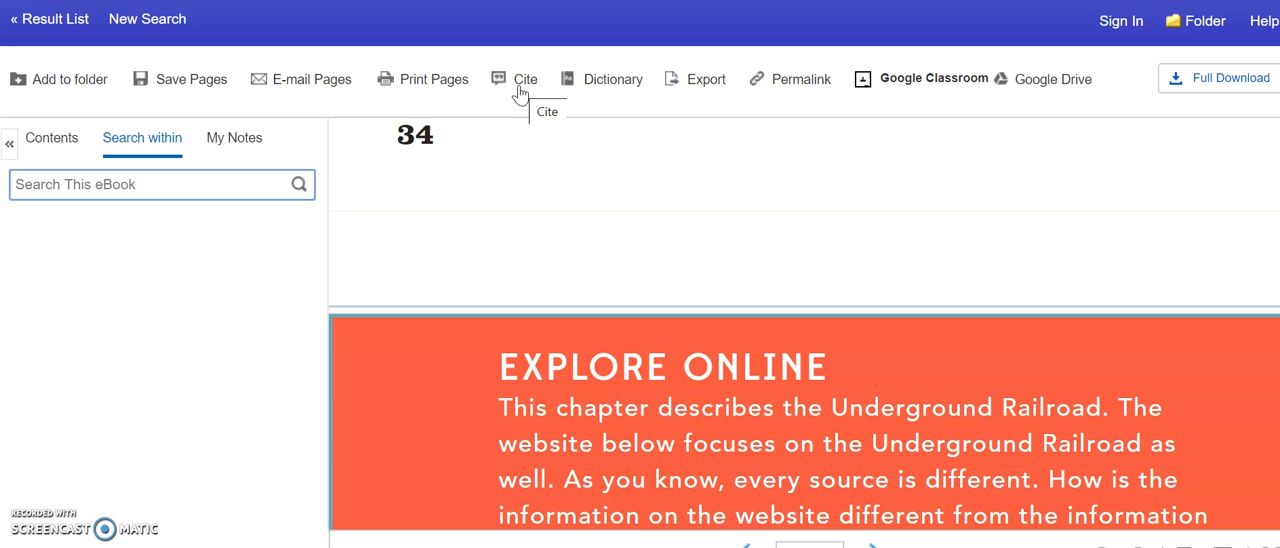 « Result List New Search Sign In Folder Help
Add to folder Save Pages E-mail Pages Print Pages Cite Dictionary Export Permalink Google Classroom Google Drive Full Download
Cite
« Contents Search within My Notes
34
Search This eBook
EXPLORE ONLINE
This chapter describes the Underground Railroad. The
website below focuses on the Underground Railroad as
well. As you know, every source is different. How is the
information on the website different from the information
RECORDED WITH
SCREENCAST MATIC